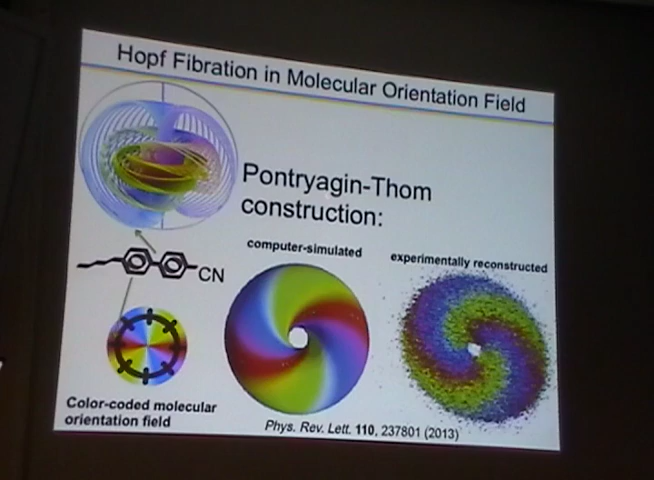 Hopf Fibration in Molecular Orientation Field
Pontryagin-Thom
construction:
computer-simulated
experimentally reconstructed
CN
Color-coded molecular
orientation field
Phys. Rev. Lett. 110, 237801 (2013)